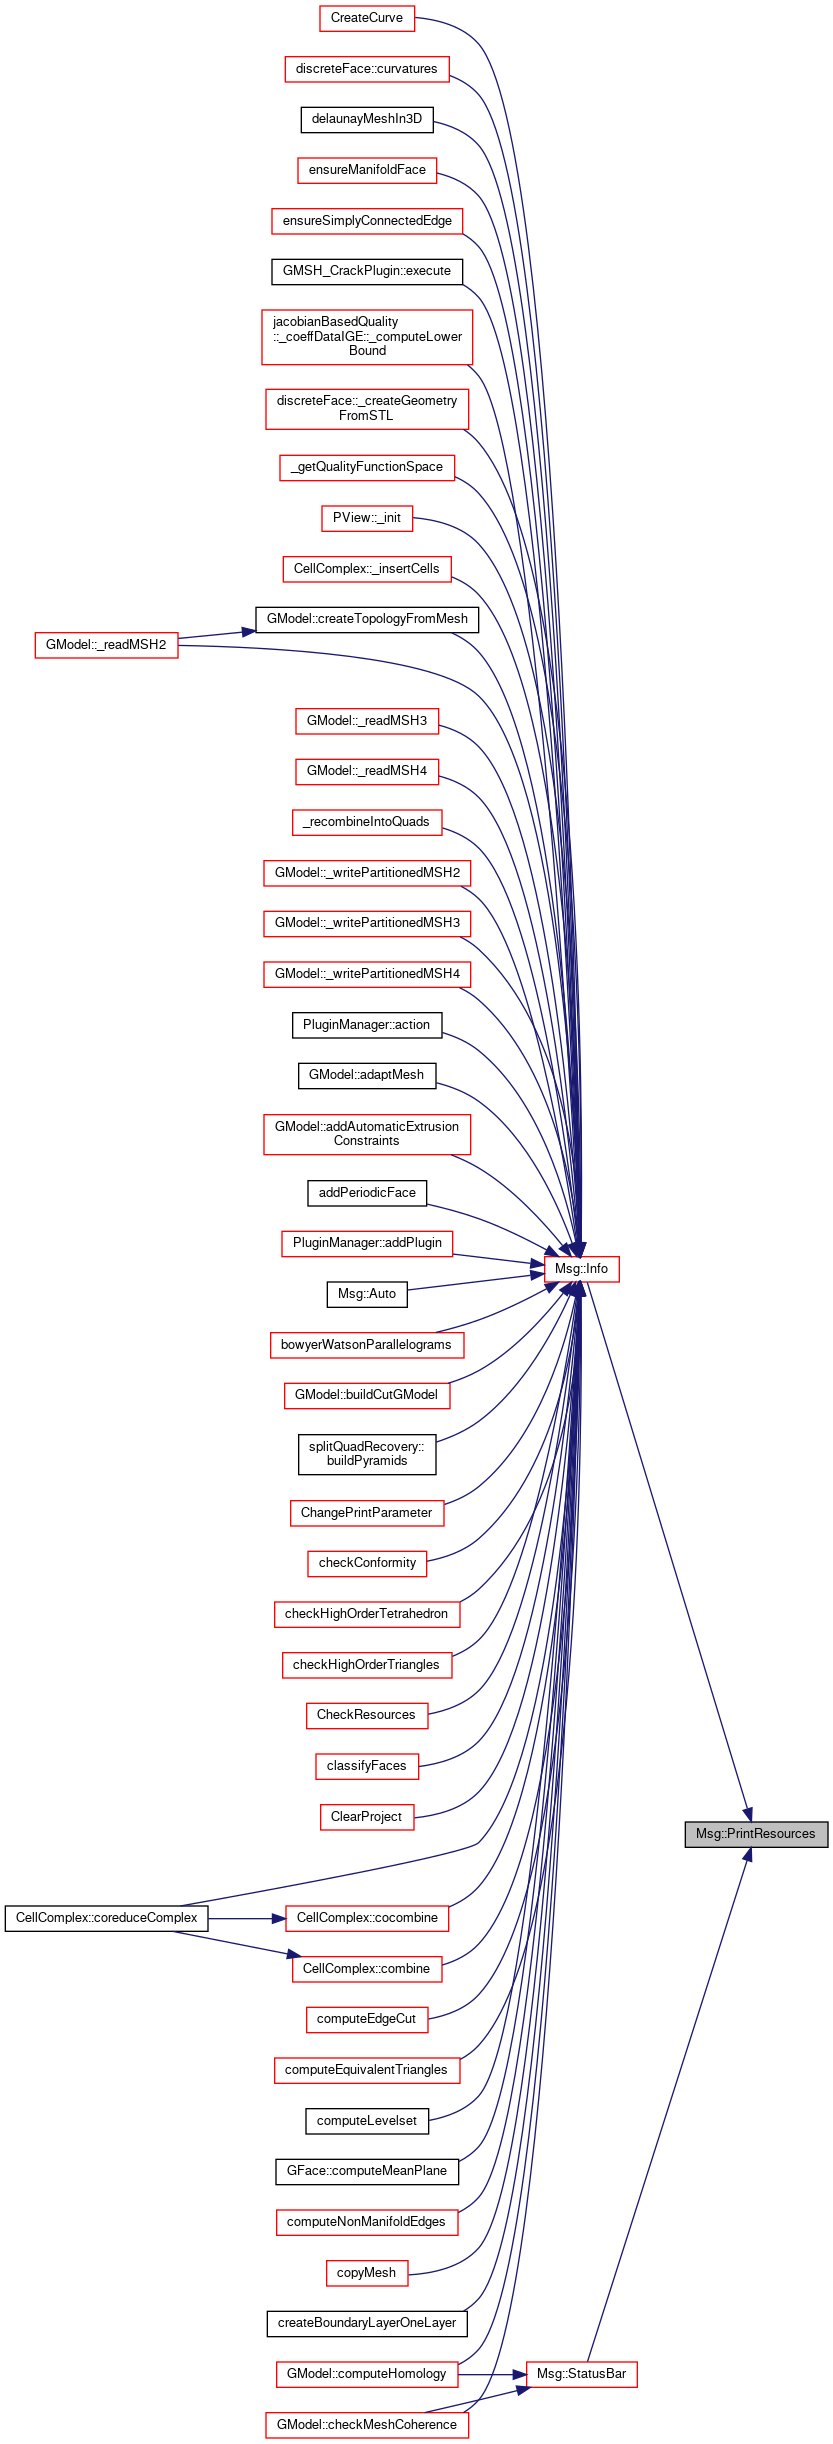 CreateCurve
discreteFace::curvatures
delaunayMeshIn3D
ensureManifoldFace
ensureSimplyConnectedEdge
GMSH_CrackPlugin::execute
jacobianBasedQuality
::_coeffDataIGE::_computeLower
Bound
discreteFace::_createGeometry
FromSTL
_getQualityFunctionSpace
PView::_init
CellComplex::_insertCells
GModel::createTopologyFromMesh
GModel::_readMSH2
GModel::_readMSH3
GModel::_readMSH4
_recombineIntoQuads
GModel::_writePartitionedMSH2
GModel::_writePartitionedMSH3
GModel::_writePartitionedMSH4
PluginManager::action
GModel::adaptMesh
GModel::addAutomaticExtrusion
Constraints
addPeriodicFace
PluginManager::addPlugin
Msg::Info
Msg::Auto
bowyerWatsonParallelograms
GModel::buildCutGModel
splitQuadRecovery::
buildPyramids
ChangePrintParameter
checkConformity
checkHighOrderTetrahedron
checkHighOrderTriangles
CheckResources
classifyFaces
ClearProject
Msg::PrintResources
CellComplex::coreduceComplex
CellComplex::cocombine
CellComplex::combine
computeEdgeCut
computeEquivalentTriangles
computeLevelset
GFace::computeMeanPlane
computeNonManifoldEdges
copyMesh
createBoundaryLayerOneLayer
GModel::computeHomology
Msg::StatusBar
GModel::checkMeshCoherence